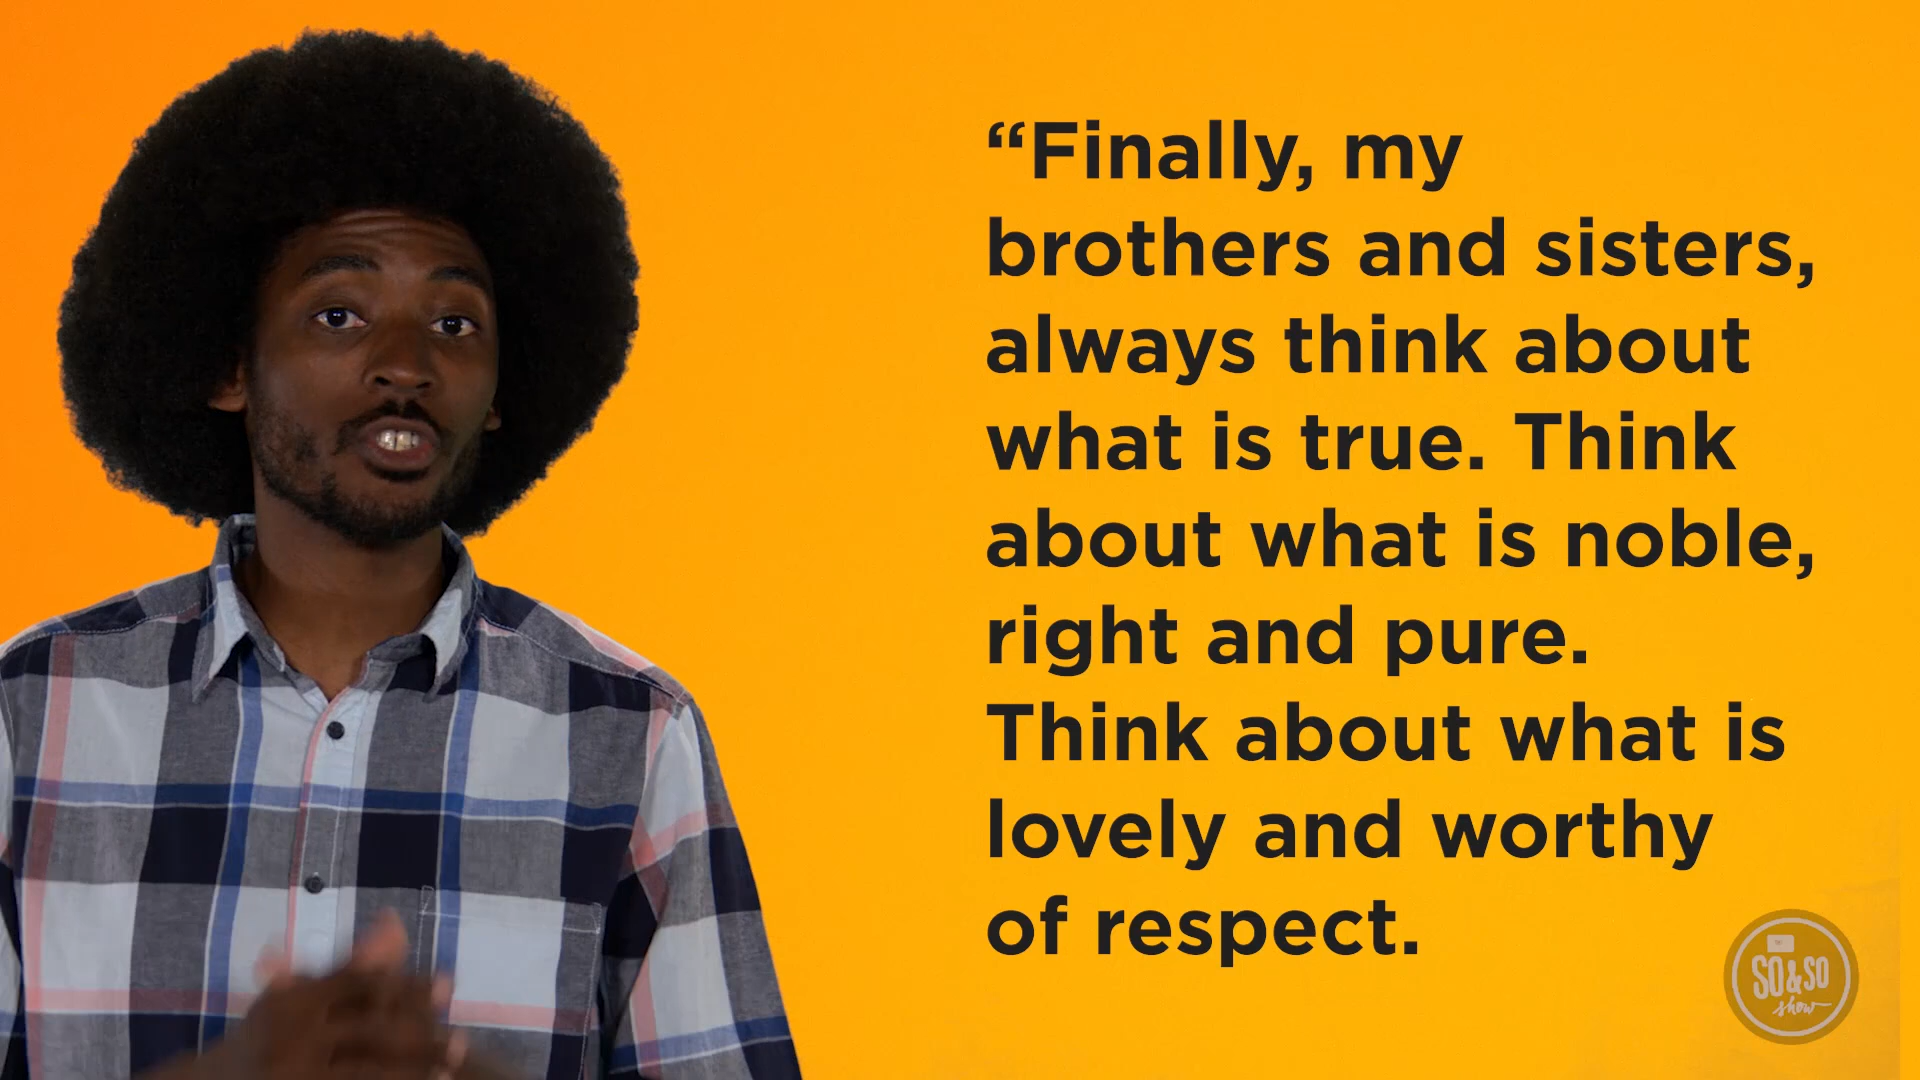 “Finally, my
brothers and sisters,
always think about
what is true. Think
about what is noble,
right and pure.
Think about what is
lovely and worthy
of respect.
SO & SO
show